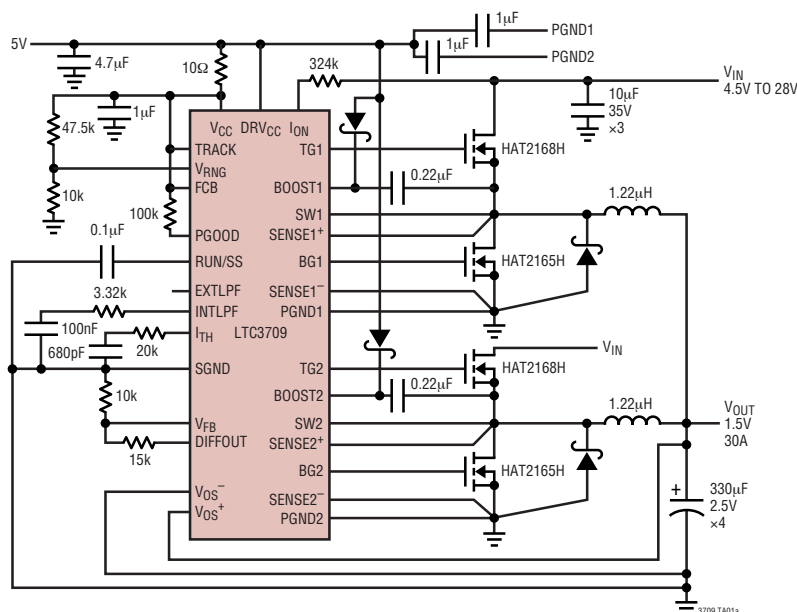 5V
4.7µF
10Ω
324k
1µF
1µF
PGND1
PGND2
VIN
4.5V TO 28V
10µF
35V
×3
47.5k
1µF
10k
100k
0.1µF
3.32k
100nF
680pF
20k
10k
15k
VCC
DRVCC
ION
TRACK
VRNG
FCB
PGOOD
RUN/SS
EXTLPF
INTLPF
ITH
LTC3709
SGND
VFB
DIFFOUT
VOS–
VOS+
TG1
BOOST1
SW1
SENSE1+
BG1
SENSE1–
PGND1
TG2
BOOST2
SW2
SENSE2+
BG2
SENSE2–
PGND2
HAT2168H
0.22µF
1.22µH
HAT2165H
VIN
HAT2168H
0.22µF
1.22µH
HAT2165H
VOUT
1.5V
30A
+
330µF
2.5V
×4
3709 TA01a